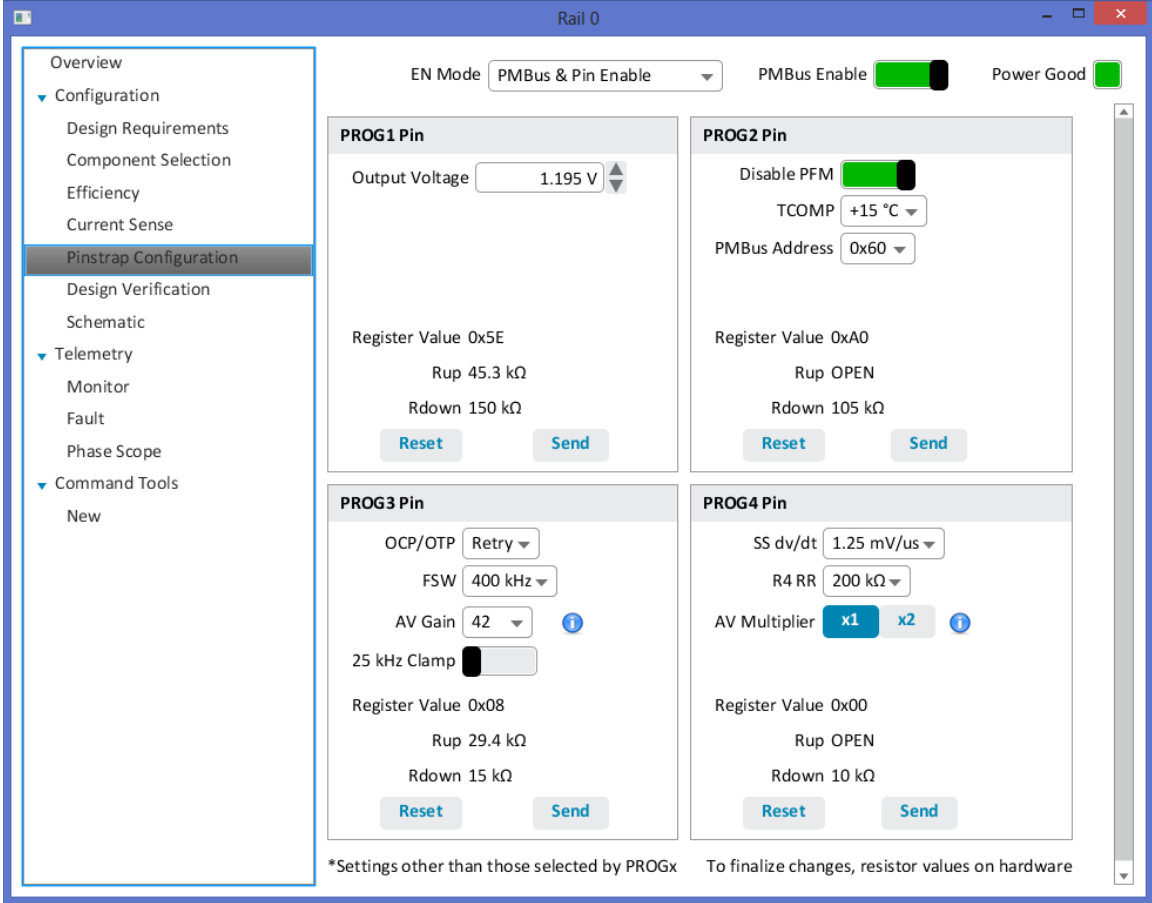 Rail 0
Overview
Configuration
Design Requirements
Component Selection
Efficiency
Current Sense
Pinstrap Configuration
Design Verification
Schematic
Telemetry
Monitor
Fault
Phase Scope
Command Tools
New
EN Mode PMBus & Pin Enable PMBus Enable Power Good
PROG1 Pin
Output Voltage 1.195 V
Register Value 0x5E
Rup 45.3 kΩ
Rdown 150 kΩ
Reset Send
PROG2 Pin
Disable PFM
TCOMP +15 °C
PMBus Address 0x60
Register Value 0xA0
Rup OPEN
Rdown 105 kΩ
Reset Send
PROG3 Pin
OCP/OTP Retry
FSW 400 kHz
AV Gain 42
25 kHz Clamp
Register Value 0x08
Rup 29.4 kΩ
Rdown 15 kΩ
Reset Send
PROG4 Pin
SS dv/dt 1.25 mV/us
R4 RR 200 kΩ
AV Multiplier x1 x2
Register Value 0x00
Rup OPEN
Rdown 10 kΩ
Reset Send
*Settings other than those selected by PROGx
To finalize changes, resistor values on hardware